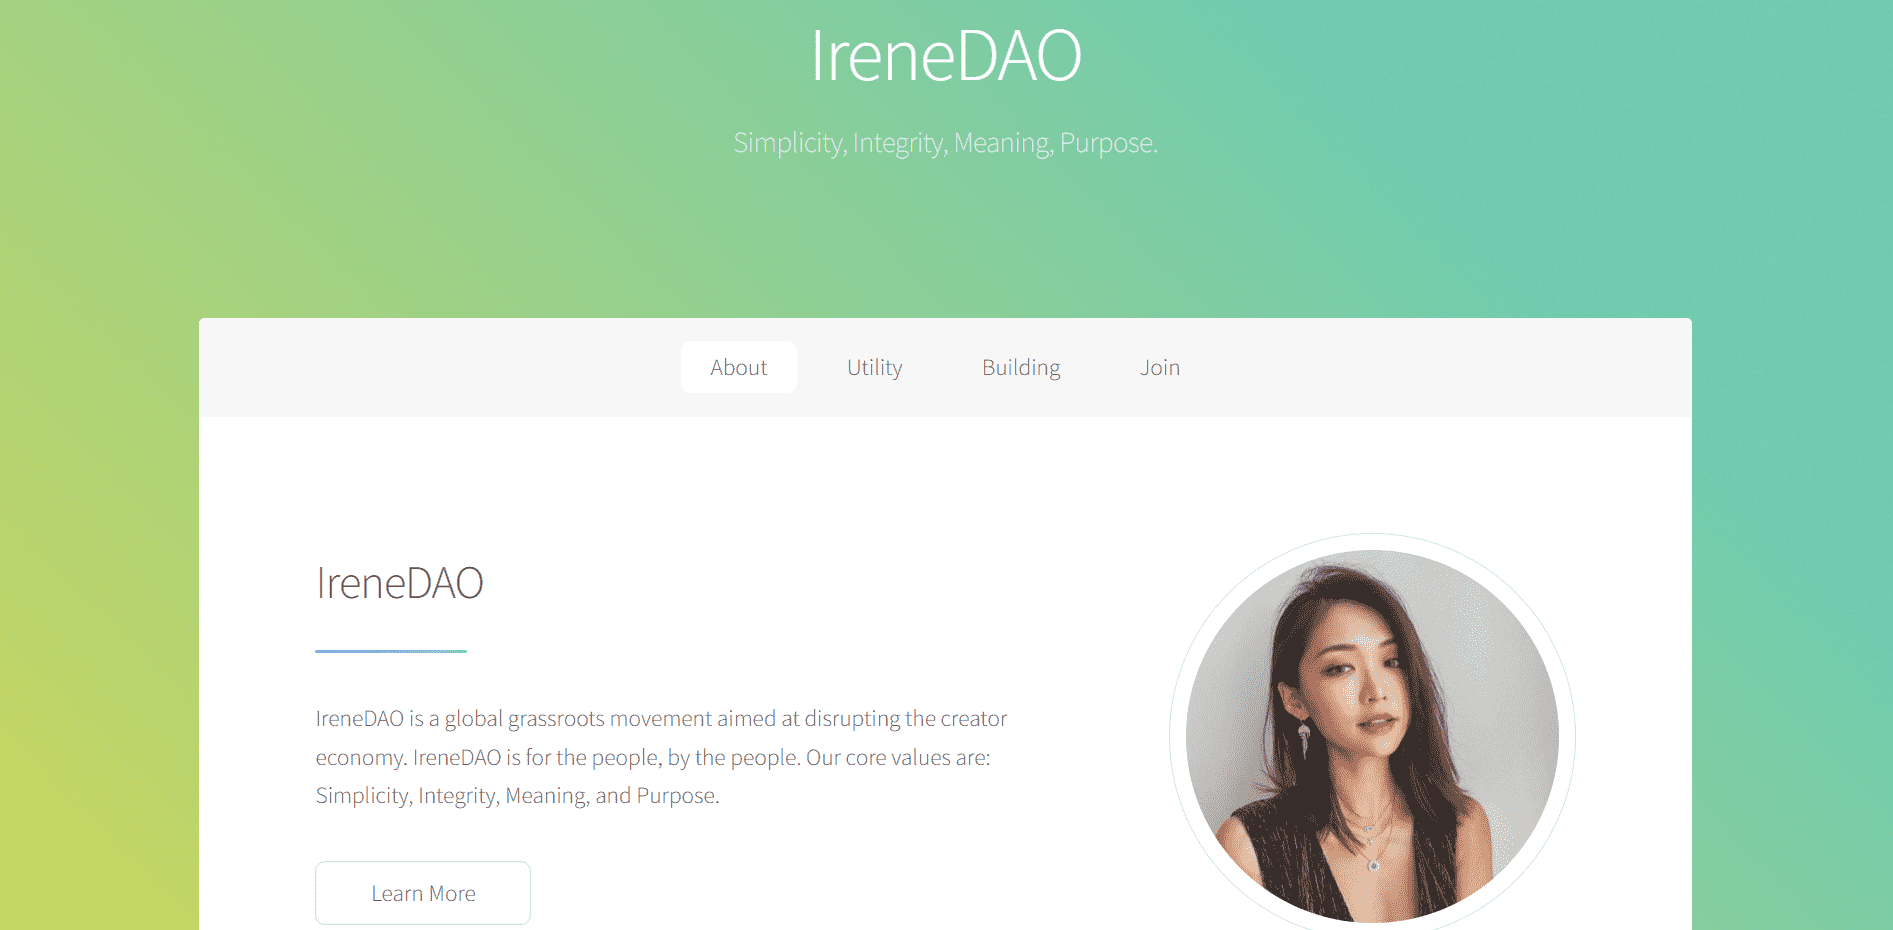 IreneDAO
Simplicity, Integrity, Meaning, Purpose.
About
Utility
Building
Join
IreneDAO
IreneDAO is a global grassroots movement aimed at disrupting the creator
economy. IreneDAO is for the people, by the people. Our core values are:
Simplicity, Integrity, Meaning, and Purpose.
Learn More